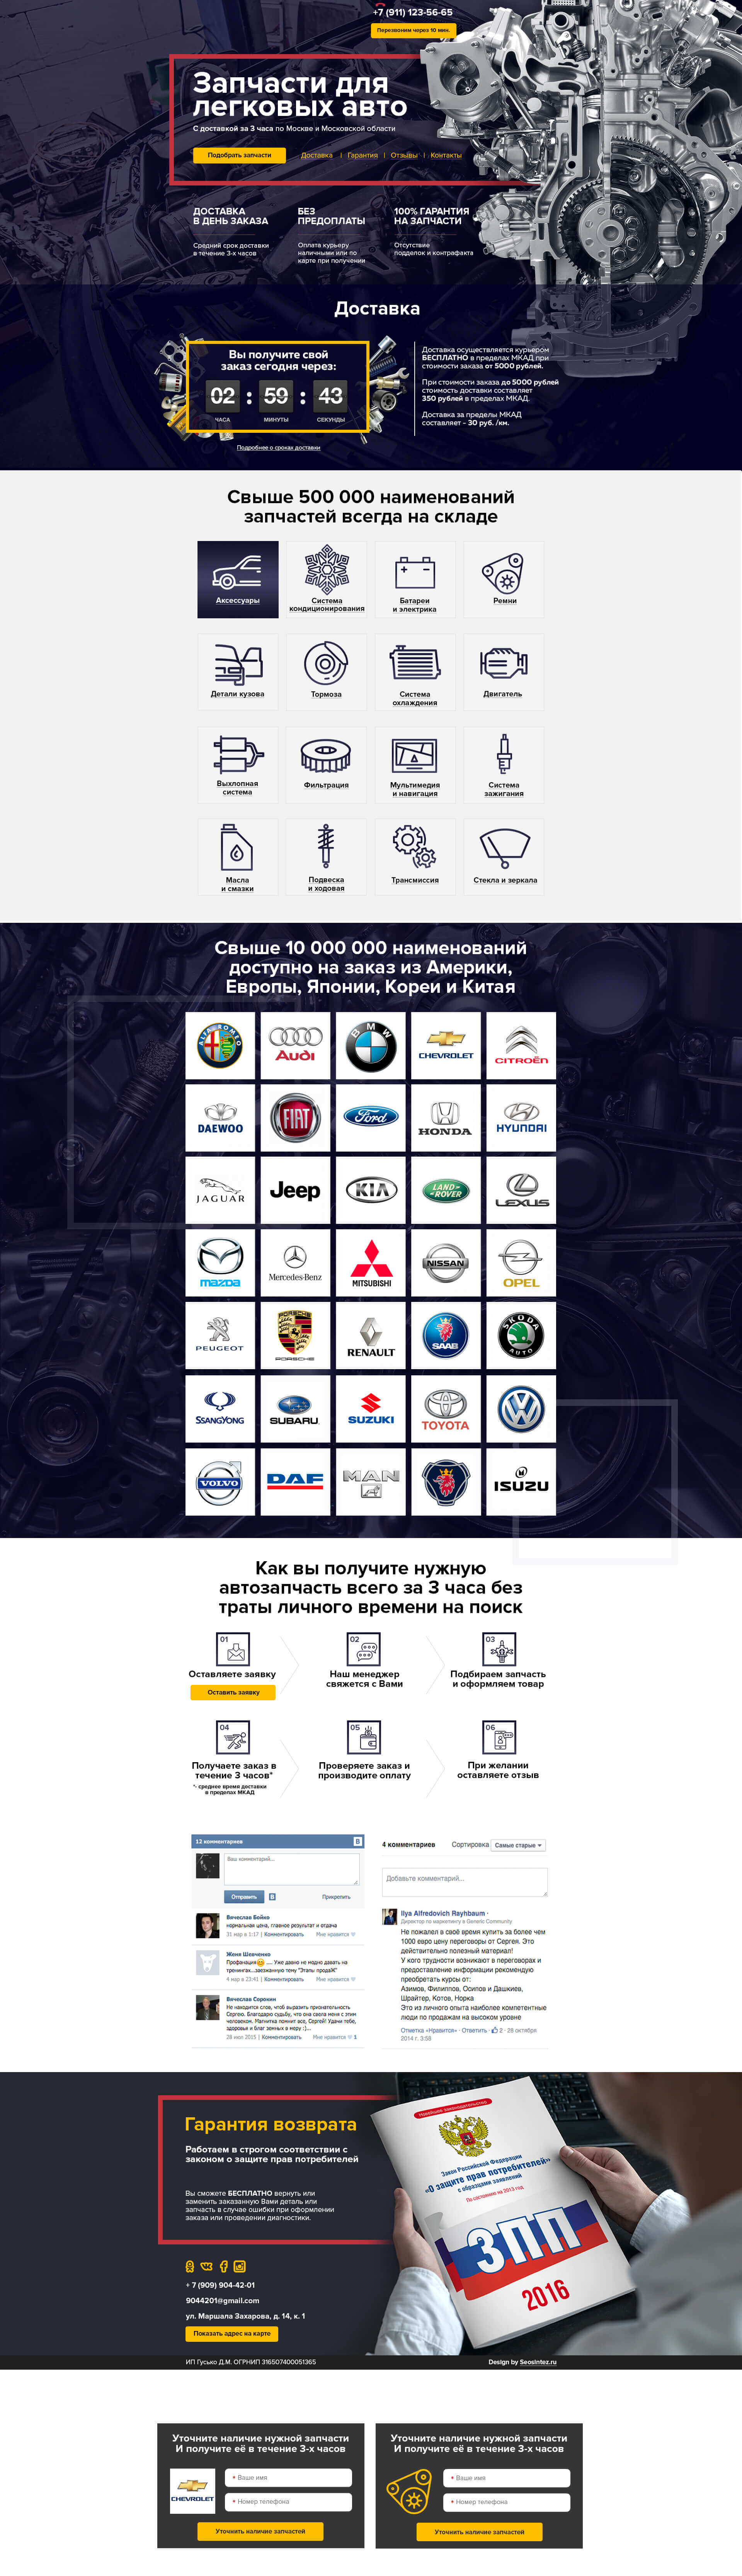 +7 (911) 123-56-65
Перезвоним через 10 мин.
Запчасти для
легковых авто
С доставкой за 3 часа по Москве и Московской области
Подобрать запчасти
Доставка | Гарантия | Отзывы | Контакты
ДОСТАВКА
В ДЕНЬ ЗАКАЗА
Средний срок доставки
в течение 3-х часов
БЕЗ
ПРЕДОПЛАТЫ
Оплата курьеру
наличными или по
карте при получении
100% ГАРАНТИЯ
НА ЗАПЧАСТИ
Отсутствие
подделок и контрафакта
Доставка
Вы получите свой
заказ сегодня через:
02 : 59 : 43
ЧАСА МИНУТЫ СЕКУНДЫ
Подробнее о сроках доставки
Доставка осуществляется курьером
БЕСПЛАТНО в пределах МКАД при
стоимости заказа от 5000 рублей.
При стоимости заказа до 5000 рублей
стоимость доставки составляет
350 рублей в пределах МКАД.
Доставка за пределы МКАД
составляет - 30 руб. /км.
Свыше 500 000 наименований
запчастей всегда на складе
Аксессуары
Система
кондиционирования
Батареи
и электрика
Ремни
Детали кузова
Тормоза
Система
охлаждения
Двигатель
Выхлопная
система
Фильтрация
Мультимедия
и навигация
Система
зажигания
Масла
и смазки
Подвеска
и ходовая
Трансмиссия
Стекла и зеркала
Свыше 10 000 000 наименований
доступно на заказ из Америки,
Европы, Японии, Кореи и Китая
ALFA ROMEO
Audi
BMW
CHEVROLET
CITROËN
DAEWOO
FIAT
Ford
HONDA
HYUNDAI
JAGUAR
Jeep
KIA
LAND ROVER
LEXUS
mazda
Mercedes-Benz
MITSUBISHI
NISSAN
OPEL
PEUGEOT
PORSCHE
RENAULT
SAAB
SKODA AUTO
SSANGYONG
SUBARU
SUZUKI
TOYOTA
VOLVO
DAF
MAN
ISUZU
Как вы получите нужную
автозапчасть всего за 3 часа без
траты личного времени на поиск
01
Оставляете заявку
Оставить заявку
02
Наш менеджер
свяжется с Вами
03
Подбираем запчасть
и оформляем товар
04
Получаете заказ в
течение 3 часов*
*- среднее время доставки
в пределах МКАД
05
Проверяете заказ и
производите оплату
06
При желании
оставляете отзыв
12 комментариев
B
Ваш комментарий...
Отправить
Прикрепить
Вячеслав Бойко
нормальная цена, главное результат и отдача
31 мар в 1:17 | Комментировать Мне нравится
Женя Шевченко
Профанация .... Уже давно не модно давать на
тренингах...заезжанную тему "Этапы продаЖ"
4 мар в 23:41 | Комментировать Мне нравится
Вячеслав Сорокин
Не находится слов, чтоб выразить признательность
Сергею. Благодарю судьбу, что она свела меня с этим
человеком. Магнитка помнит все, Сергей! Удачи тебе,
здоровья и благ земных в меру :)...
28 июл 2015 | Комментировать Мне нравится 1
4 комментариев
Сортировка Самые старые
Добавьте комментарий...
Ilya Alfredovich Rayhbaum ·
Директор по маркетингу в Generic Community
Не пожалел в своё время купить за более чем
1000 евро цену переговоры от Сергея. Это
действительно полезный материал!
У кого трудности возникают в переговорах и
предоставление информации рекомендую
преобретать курсы от:
Азимов, Филиппов, Осипов и Дашкиев,
Шрайтер, Котов, Норка
Это из личного опыта наиболее компетентные
люди по продажам на высоком уровне
Отметка «Нравится» · Ответить · 2 · 28 октября
2014 г. 3:58
Гарантия возврата
Работаем в строгом соответствии с
законом о защите прав потребителей
Вы сможете БЕСПЛАТНО вернуть или
заменить заказанную Вами деталь или
запчасть в случае ошибки при оформлении
заказа или проведении диагностики.
Новейшее законодательство
Закон Российской Федерации
«О защите прав потребителей»
с образцами заявлений
По состоянию на 2013 год
ЗПП
2016
+ 7 (909) 904-42-01
9044201@gmail.com
ул. Маршала Захарова, д. 14, к. 1
Показать адрес на карте
ИП Гусько Д.М. ОГРНИП 316507400051365
Design by Seosintez.ru
Уточните наличие нужной запчасти
И получите её в течение 3-х часов
CHEVROLET
* Ваше имя
* Номер телефона
Уточнить наличие запчастей
Уточните наличие нужной запчасти
И получите её в течение 3-х часов
* Ваше имя
* Номер телефона
Уточнить наличие запчастей